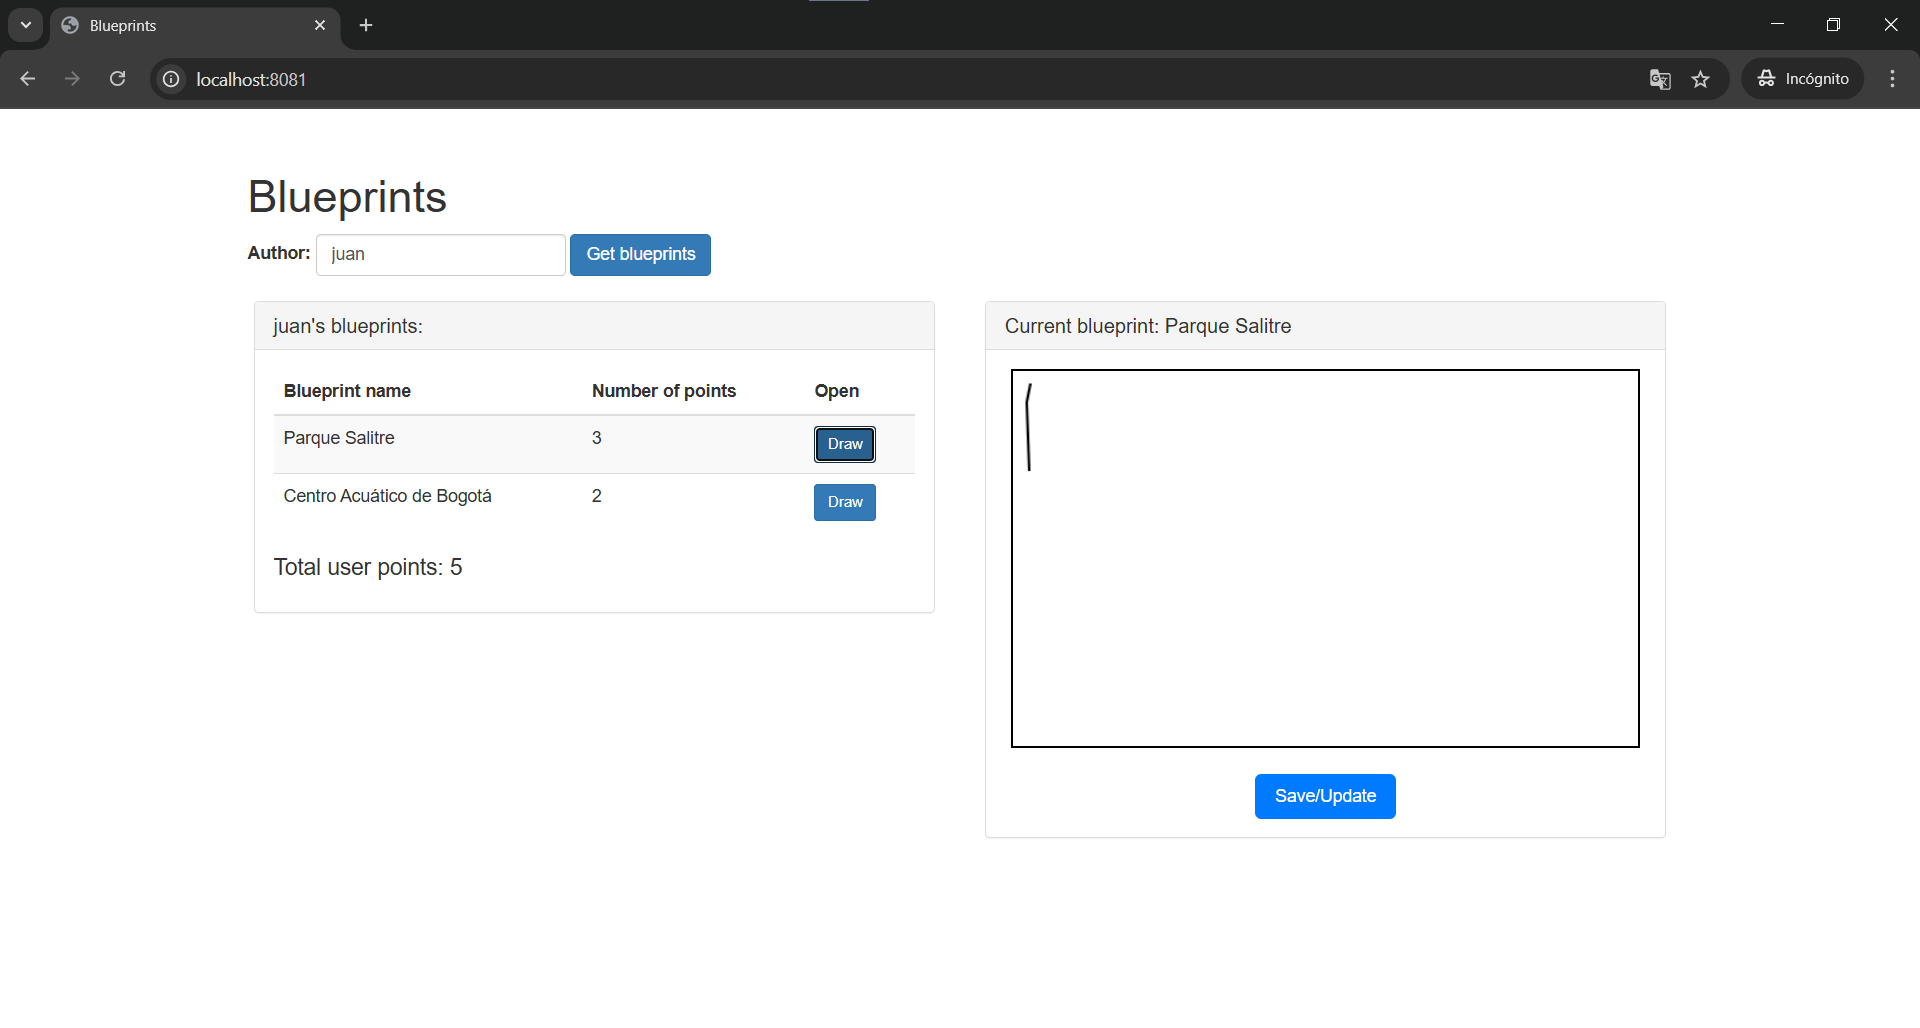 Blueprints
localhost:8081
Incógnito
Blueprints
Author: juan Get blueprints
juan's blueprints:
Blueprint name Number of points Open
Parque Salitre 3 Draw
Centro Acuático de Bogotá 2 Draw
Total user points: 5
Current blueprint: Parque Salitre
Save/Update